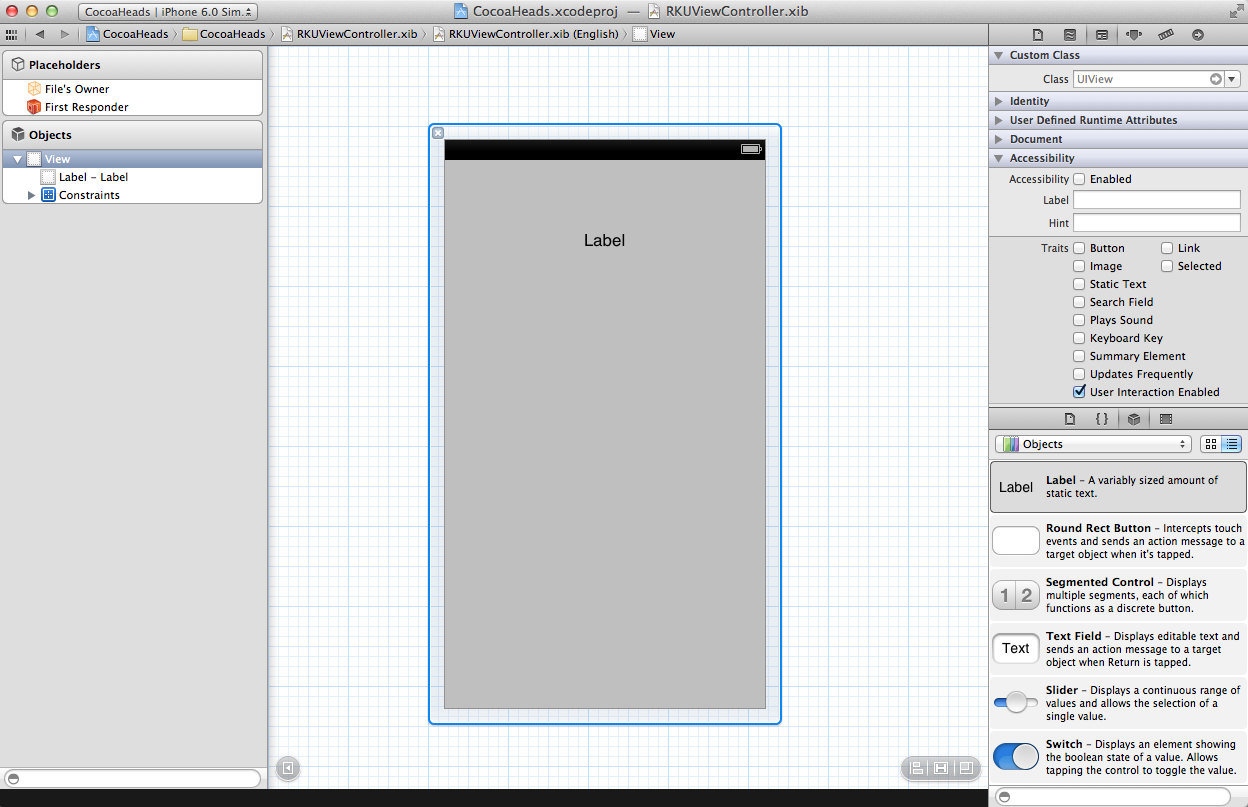 CocoaHeads | iPhone 6.0 Sim.
CocoaHeads.xcodeproj — RKUViewController.xib
CocoaHeads
CocoaHeads
RKUViewController.xib
RKUViewController.xib (English)
View
Placeholders
File's Owner
First Responder
Objects
View
Label – Label
Constraints
Label
Custom Class
Class UIView
Identity
User Defined Runtime Attributes
Document
Accessibility
Accessibility Enabled
Label
Hint
Traits Button Link
Image Selected
Static Text
Search Field
Plays Sound
Keyboard Key
Summary Element
Updates Frequently
User Interaction Enabled
{ }
Objects
Label
Label – A variably sized amount of
static text.
Round Rect Button – Intercepts touch
events and sends an action message to a
target object when it's tapped.
1 2
Segmented Control – Displays
multiple segments, each of which
functions as a discrete button.
Text
Text Field – Displays editable text and
sends an action message to a target
object when Return is tapped.
Slider – Displays a continuous range of
values and allows the selection of a
single value.
Switch – Displays an element showing
the boolean state of a value. Allows
tapping the control to toggle the value.